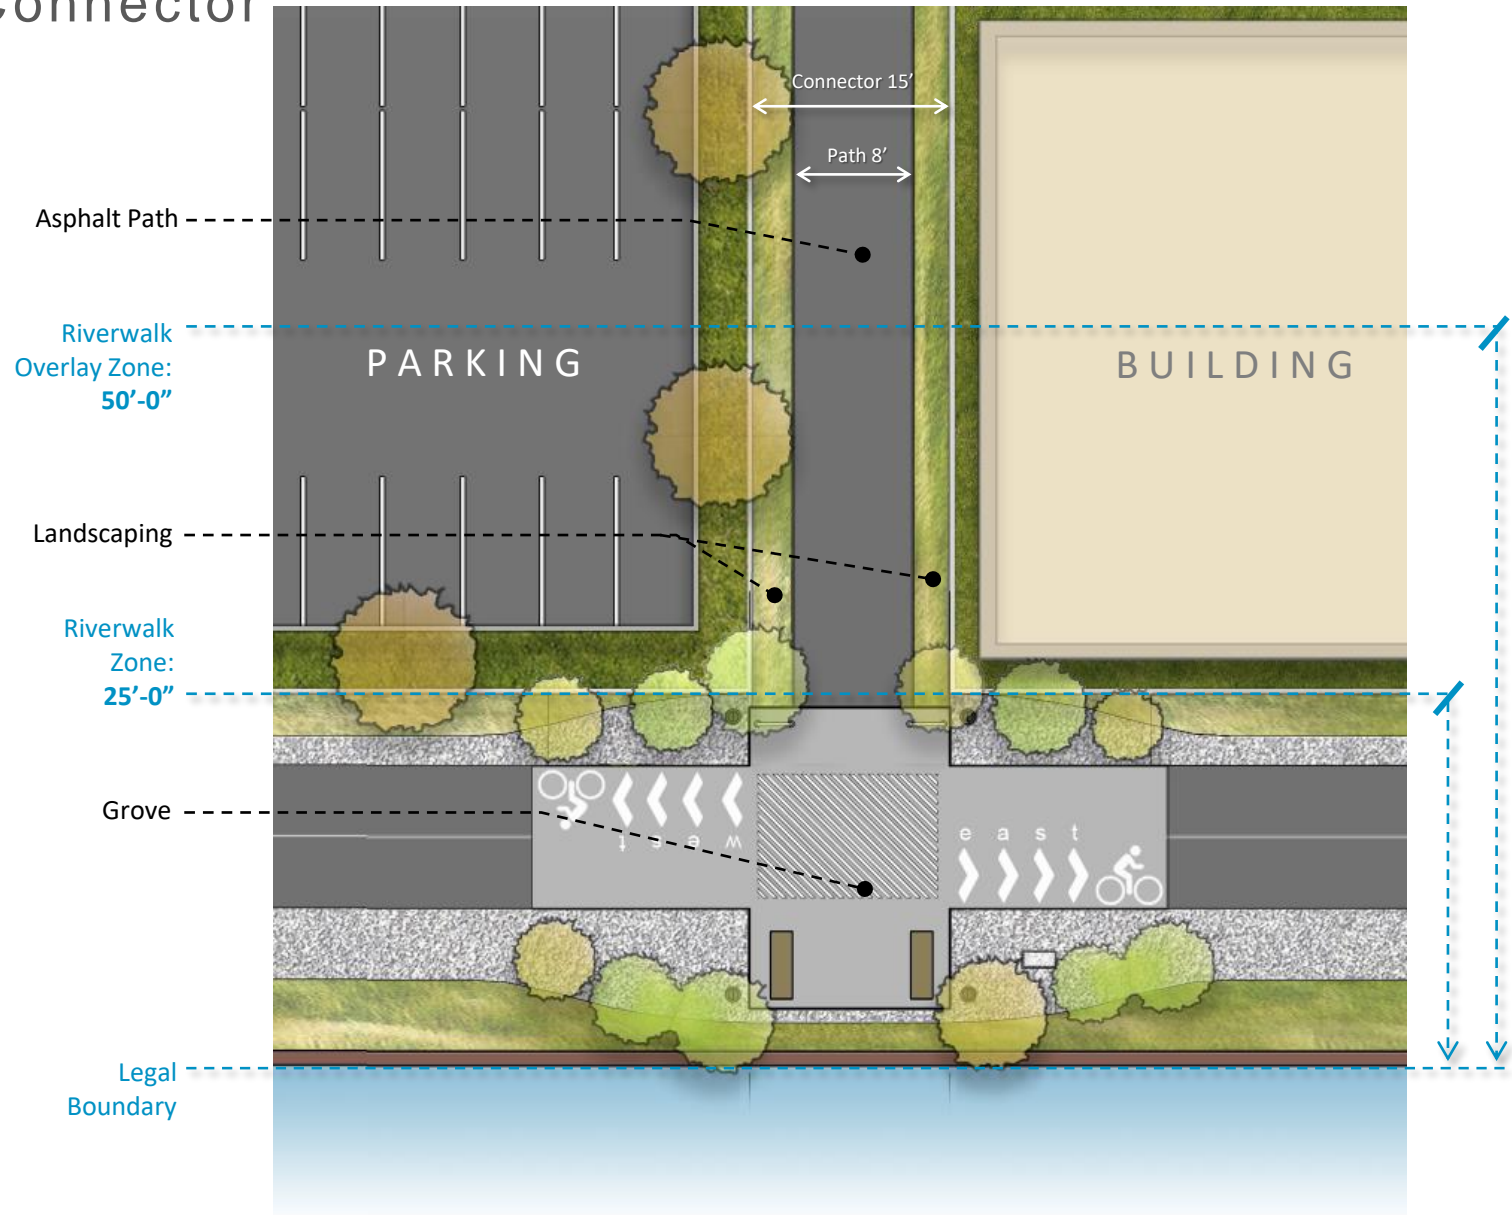 Connector
Connector 15’
Path 8’
Asphalt Path
Riverwalk
Overlay Zone:
50’-0”
PARKING
BUILDING
Landscaping
Riverwalk
Zone:
25’-0”
Grove
west
east
Legal
Boundary